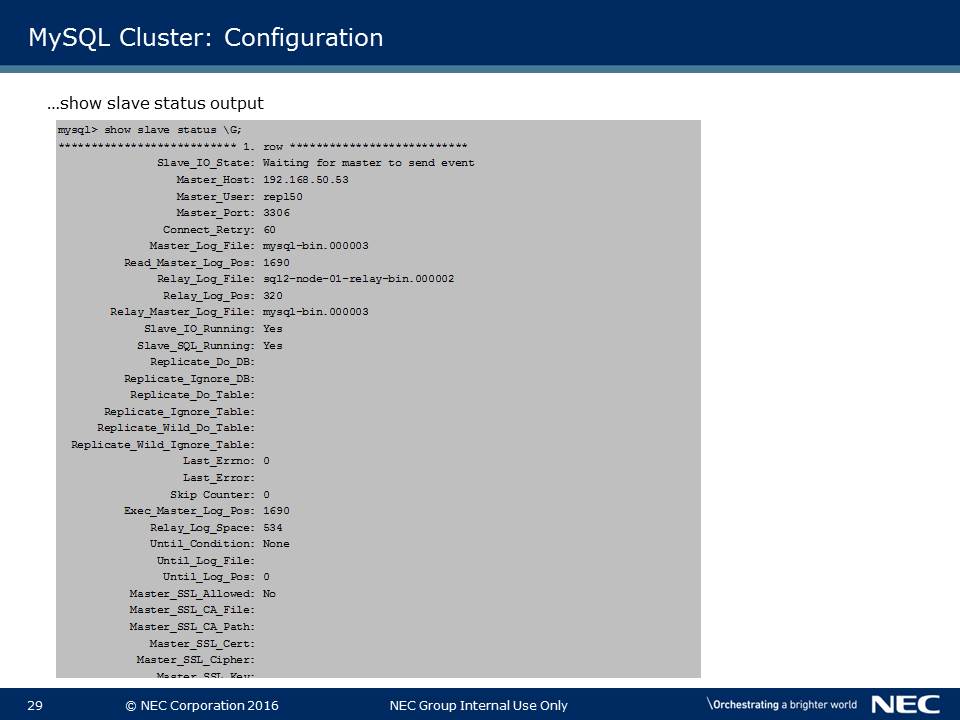 MySQL Cluster: Configuration
…show slave status output
mysql> show slave status \G;
*************************** 1. row ***************************
Slave_IO_State: Waiting for master to send event
Master_Host: 192.168.50.53
Master_User: repl50
Master_Port: 3306
Connect_Retry: 60
Master_Log_File: mysql-bin.000003
Read_Master_Log_Pos: 1690
Relay_Log_File: sql2-node-01-relay-bin.000002
Relay_Log_Pos: 320
Relay_Master_Log_File: mysql-bin.000003
Slave_IO_Running: Yes
Slave_SQL_Running: Yes
Replicate_Do_DB:
Replicate_Ignore_DB:
Replicate_Do_Table:
Replicate_Ignore_Table:
Replicate_Wild_Do_Table:
Replicate_Wild_Ignore_Table:
Last_Errno: 0
Last_Error:
Skip Counter: 0
Exec_Master_Log_Pos: 1690
Relay_Log_Space: 534
Until_Condition: None
Until_Log_File:
Until_Log_Pos: 0
Master_SSL_Allowed: No
Master_SSL_CA_File:
Master_SSL_CA_Path:
Master_SSL_Cert:
Master_SSL_Cipher:
Master_SSL_Key:
29 © NEC Corporation 2016 NEC Group Internal Use Only \Orchestrating a brighter world NEC